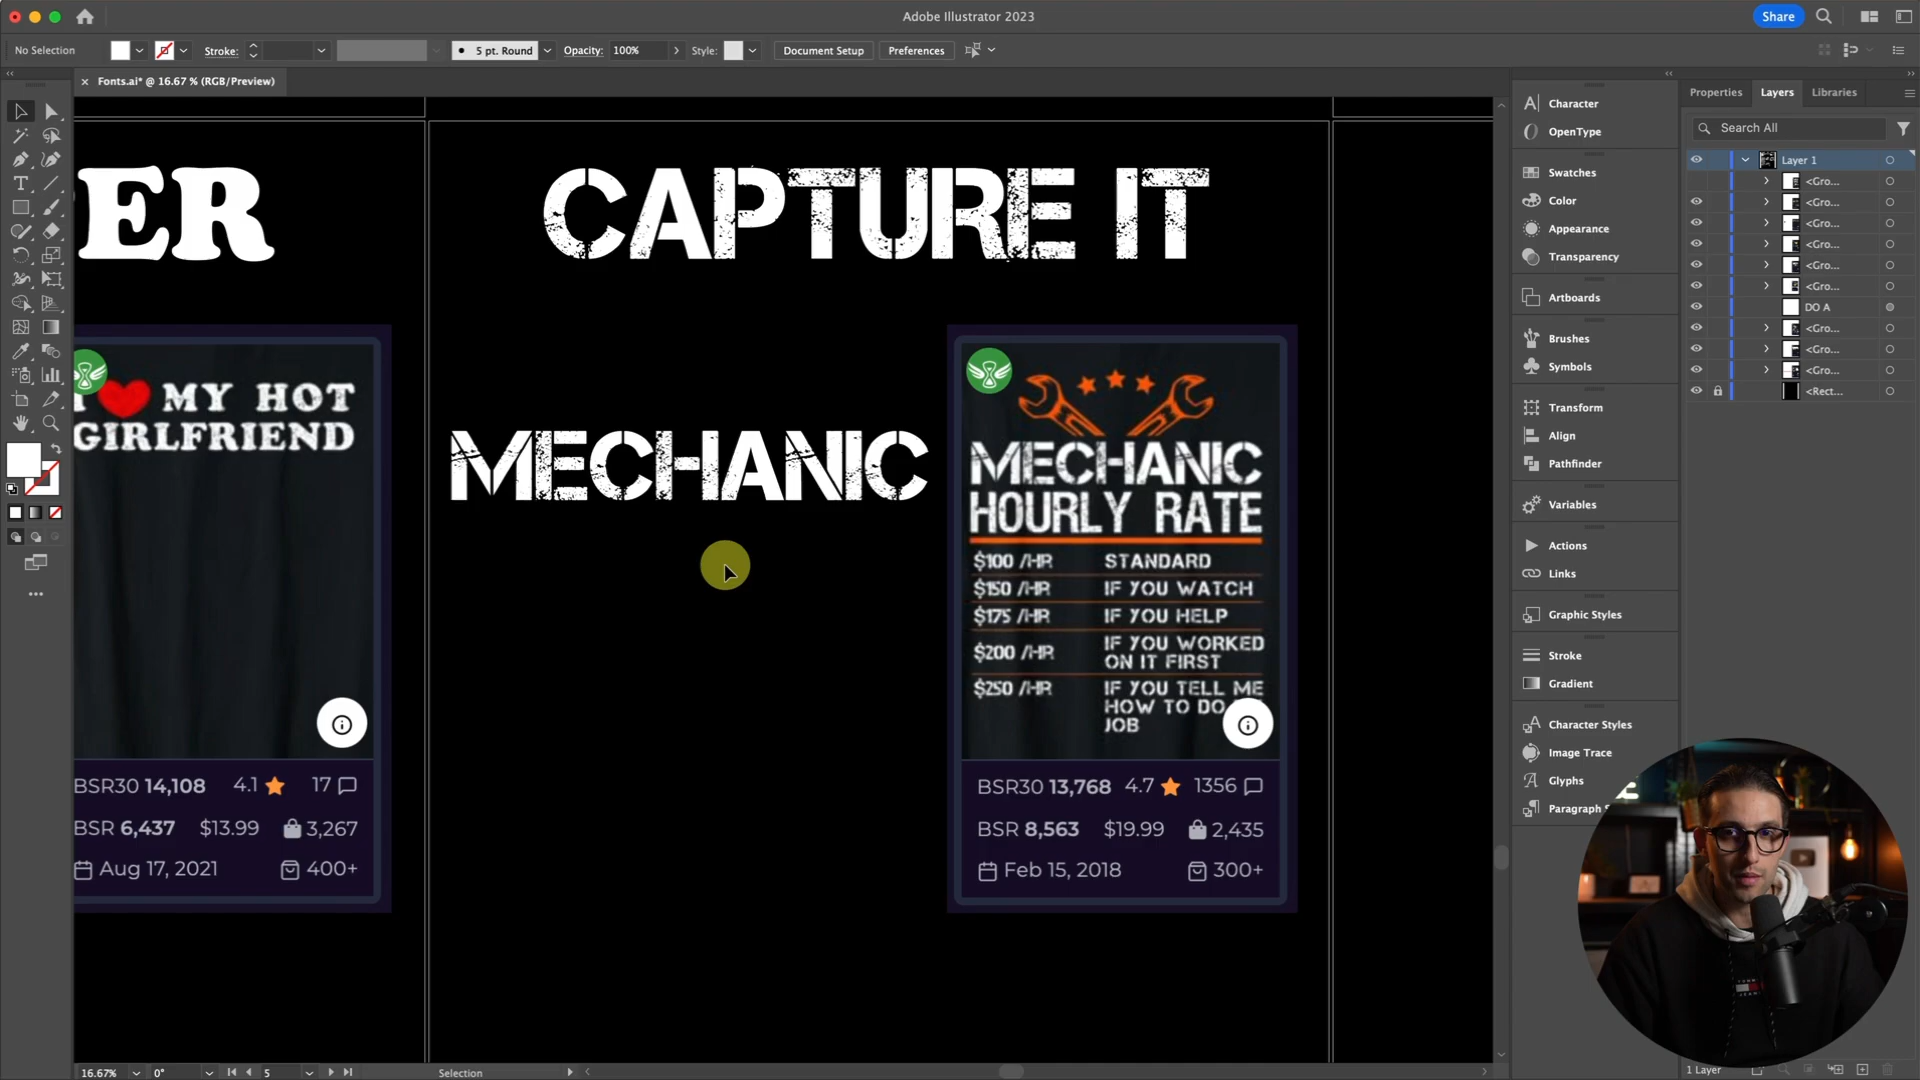 Adobe Illustrator 2023
Share
No Selection
Stroke:
5 pt. Round
Opacity:
100%
Style:
Document Setup
Preferences
Fonts.ai* @ 16.67 % (RGB/Preview)
Character
OpenType
Swatches
Color
Appearance
Transparency
Artboards
Brushes
Symbols
Transform
Align
Pathfinder
Variables
Actions
Links
Graphic Styles
Stroke
Gradient
Character Styles
Image Trace
Glyphs
Paragraph S
Properties
Layers
Libraries
Search All
Layer 1
<Gro...
<Gro...
<Gro...
<Gro...
<Gro...
<Gro...
DO A
<Gro...
<Gro...
<Gro...
<Rect...
1 Layer
PER
I MY HOT
GIRLFRIEND
BSR30 14,108 4.1 17
BSR 6,437 $13.99 3,267
Aug 17, 2021 400+
CAPTURE IT
MECHANIC
MECHANIC
HOURLY RATE
$100 /HR STANDARD
$150 /HR IF YOU WATCH
$175 /HR IF YOU HELP
$200 /HR IF YOU WORKED
ON IT FIRST
$250 /HR IF YOU TELL ME
HOW TO DO
JOB
BSR30 13,768 4.7 1356
BSR 8,563 $19.99 2,435
Feb 15, 2018 300+
16.67%
0°
5
Selection